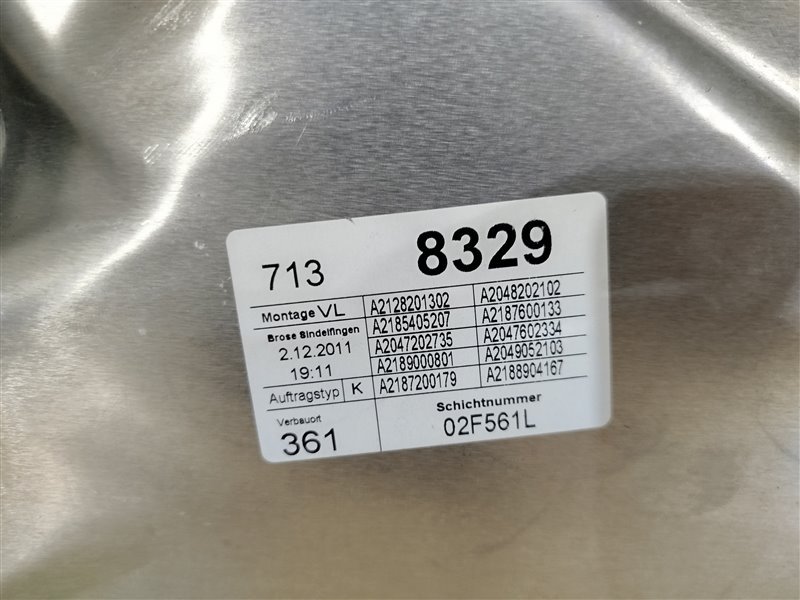 713 8329
Montage VL A2128201302 A2048202102
Brose Sindelfingen A2185405207 A2187600133
2.12.2011 A2047202735 A2047602334
19:11 A2189000801 A2049052103
Auftragstyp K A2187200179 A2188904167
Verbauort Schichtnummer
361 02F561L